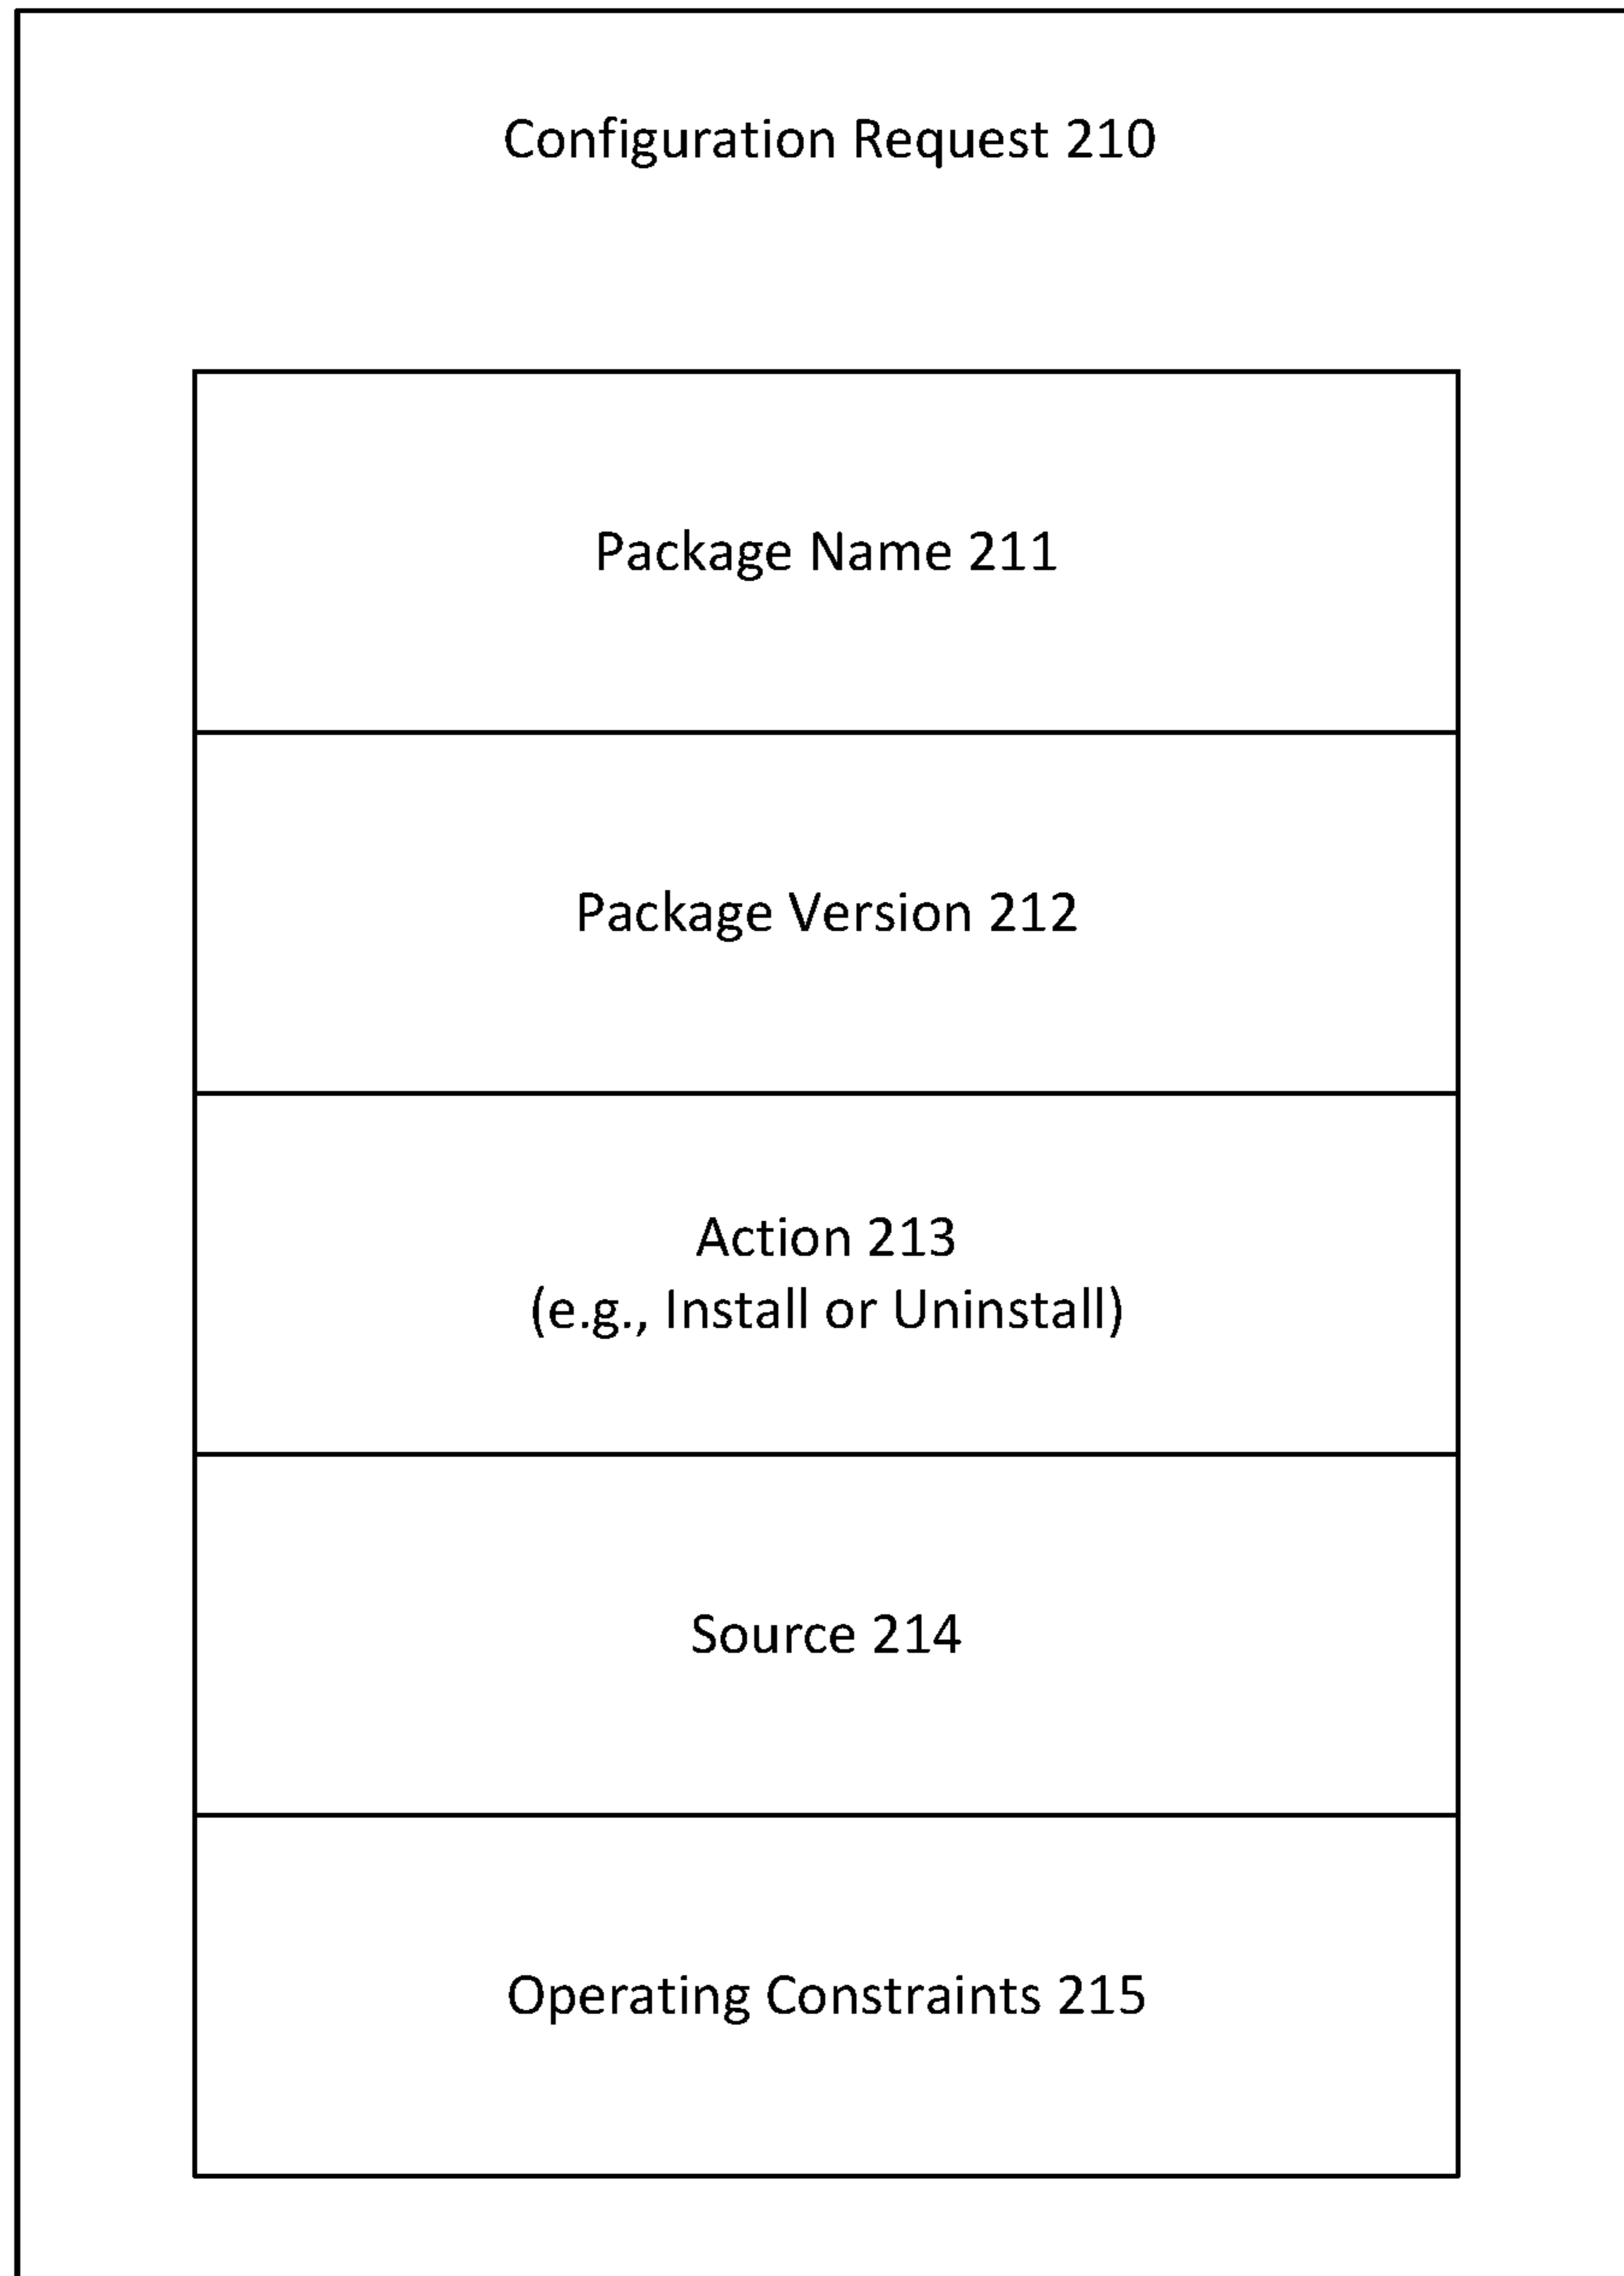 Configuration Request 210
Package Name 211
Package Version 212
Action 213
(e.g., Install or Uninstall)
Source 214
Operating Constraints 215